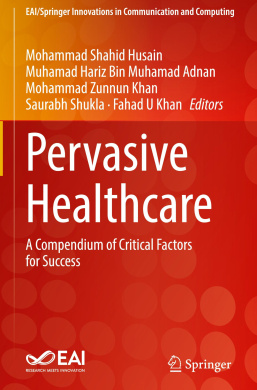 EAI/Springer Innovations in Communication and Computing
Mohammad Shahid Husain
Muhamad Hariz Bin Muhamad Adnan
Mohammad Zunnun Khan
Saurabh Shukla · Fahad U Khan Editors
Pervasive
Healthcare
A Compendium of Critical Factors
for Success
EAI
RESEARCH MEETS INNOVATION
Springer